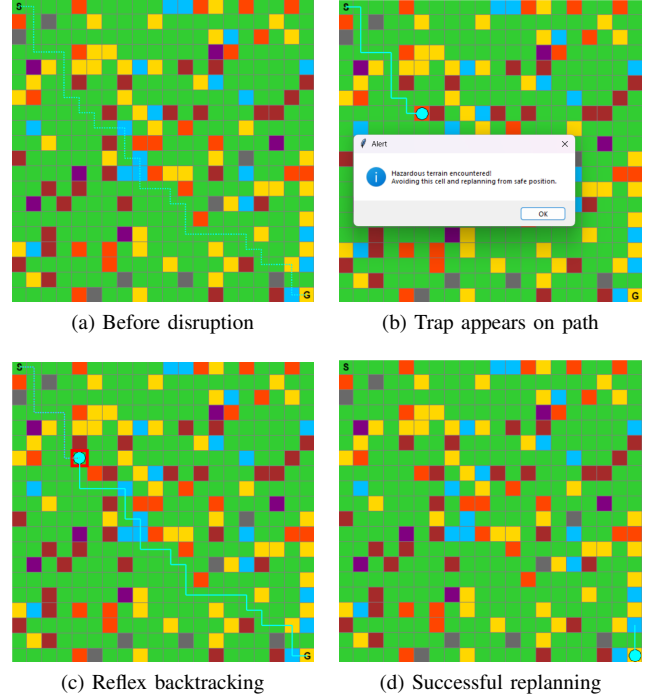 S
S
Alert
Hazardous terrain encountered!
Avoiding this cell and replanning from safe position.
OK
G
G
(a) Before disruption
(b) Trap appears on path
S
S
G
(c) Reflex backtracking
(d) Successful replanning